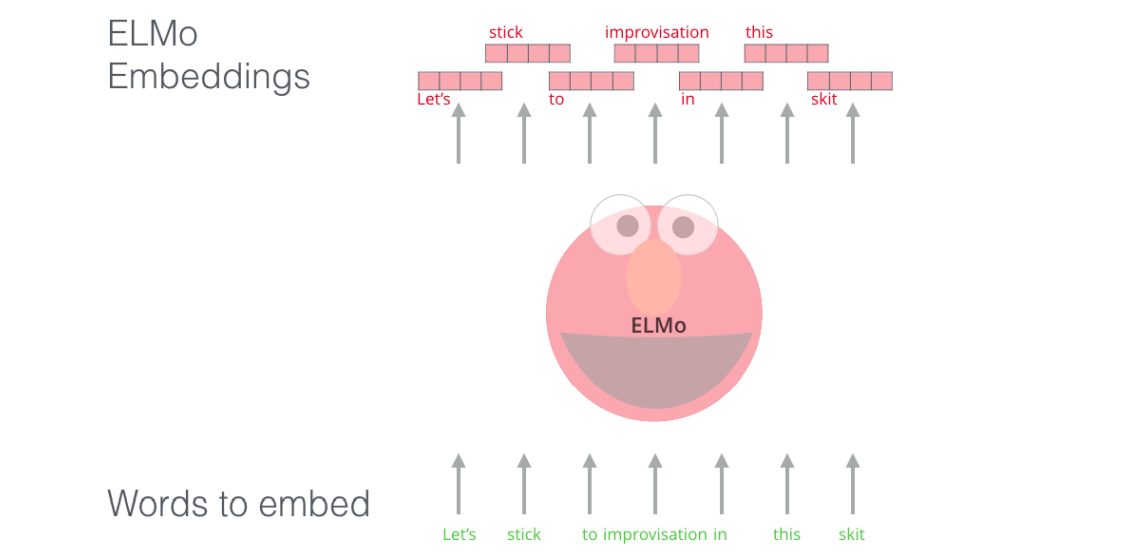 ELMo
Embeddings
stick improvisation this
Let's to in skit
ELMo
Words to embed
Let's stick to improvisation in this skit